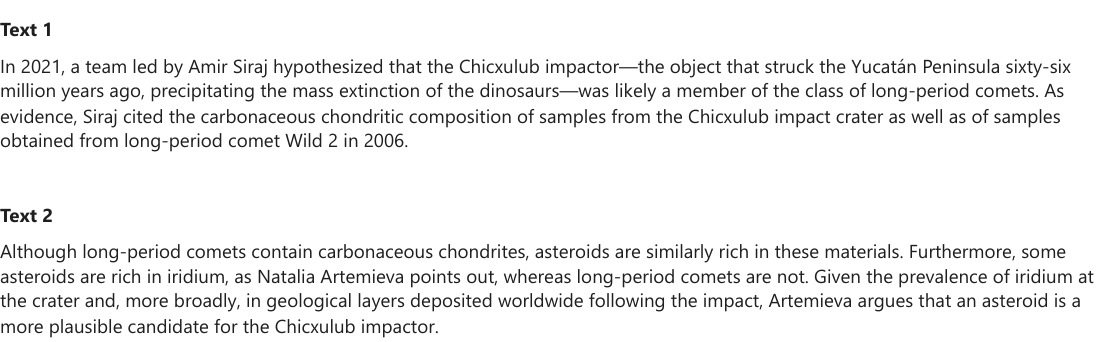 Text 1
In 2021, a team led by Amir Siraj hypothesized that the Chicxulub impactor—the object that struck the Yucatán Peninsula sixty-six
million years ago, precipitating the mass extinction of the dinosaurs—was likely a member of the class of long-period comets. As
evidence, Siraj cited the carbonaceous chondritic composition of samples from the Chicxulub impact crater as well as of samples
obtained from long-period comet Wild 2 in 2006.
Text 2
Although long-period comets contain carbonaceous chondrites, asteroids are similarly rich in these materials. Furthermore, some
asteroids are rich in iridium, as Natalia Artemieva points out, whereas long-period comets are not. Given the prevalence of iridium at
the crater and, more broadly, in geological layers deposited worldwide following the impact, Artemieva argues that an asteroid is a
more plausible candidate for the Chicxulub impactor.